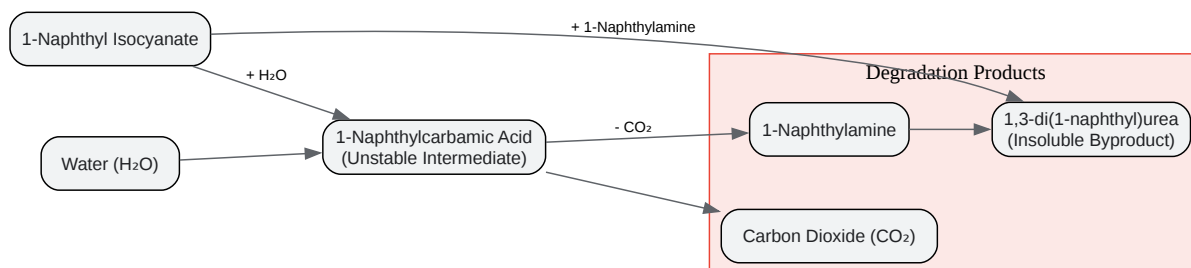 1-Naphthyl Isocyanate
+ 1-Naphthylamine
Degradation Products
+ H₂O
Water (H₂O)
1-Naphthylcarbamic Acid
(Unstable Intermediate)
- CO₂
1-Naphthylamine
1,3-di(1-naphthyl)urea
(Insoluble Byproduct)
Carbon Dioxide (CO₂)